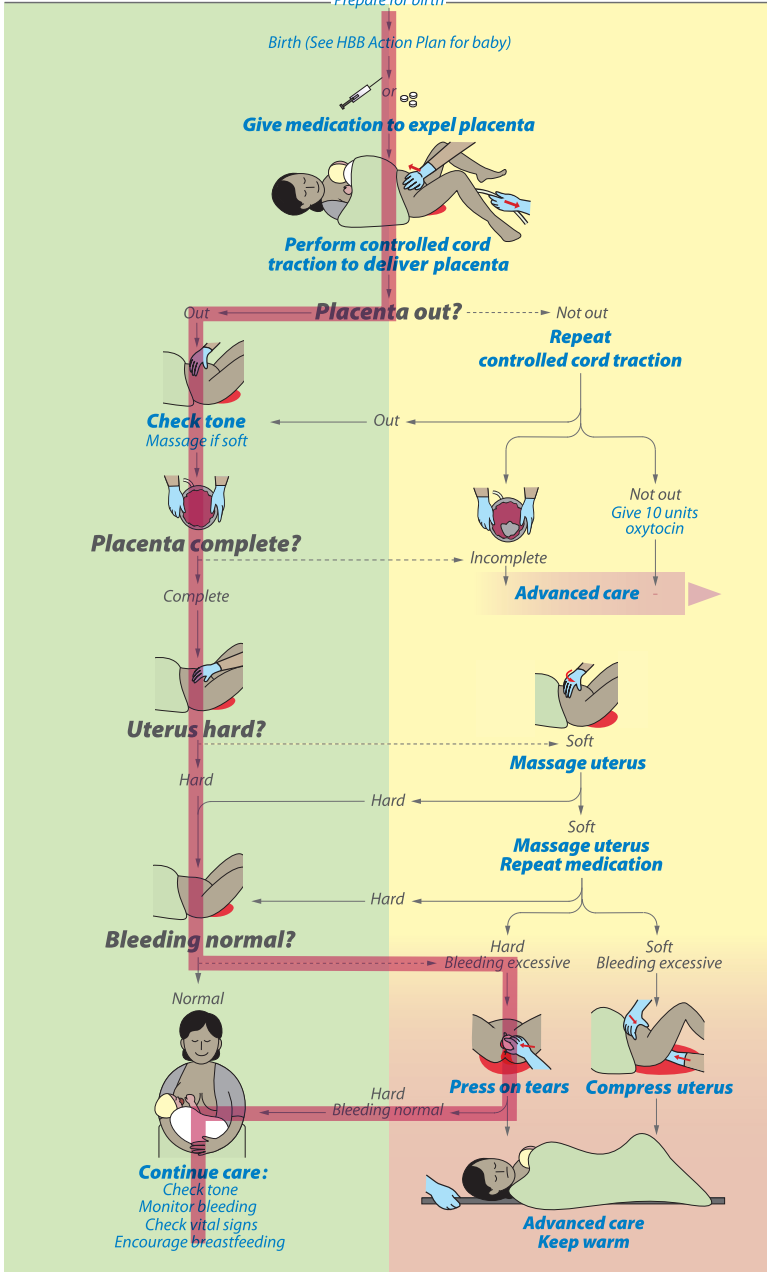 Prepare for birth
Birth (See HBB Action Plan for baby)
or
Give medication to expel placenta
Perform controlled cord
traction to deliver placenta
Out
Placenta out?
Not out
Repeat
controlled cord traction
Check tone
Massage if soft
Out
Not out
Give 10 units
oxytocin
Placenta complete?
Incomplete
Complete
Advanced care
Uterus hard?
Soft
Massage uterus
Hard
Hard
Soft
Massage uterus
Repeat medication
Hard
Bleeding normal?
Hard
Bleeding excessive
Soft
Bleeding excessive
Normal
Press on tears
Compress uterus
Hard
Bleeding normal
Continue care:
Check tone
Monitor bleeding
Check vital signs
Encourage breastfeeding
Advanced care
Keep warm